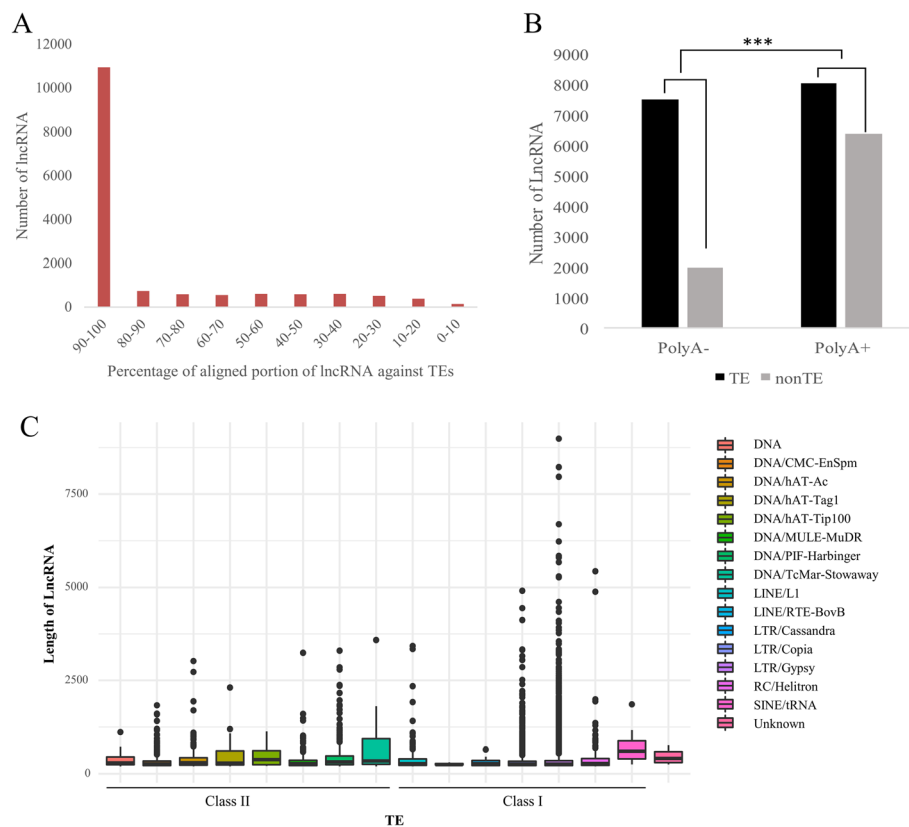 A
12000
10000
8000
6000
4000
2000
0
Number of lncRNA
90-100
80-90
70-80
60-70
50-60
40-50
30-40
20-30
10-20
0-10
Percentage of aligned portion of lncRNA against TEs
B
***
9000
8000
7000
6000
5000
4000
3000
2000
1000
0
Number of LncRNA
PolyA-
PolyA+
TE
nonTE
C
7500
5000
2500
0
Length of LncRNA
Class II
Class I
TE
DNA
DNA/CMC-EnSpm
DNA/hAT-Ac
DNA/hAT-Tag1
DNA/hAT-Tip100
DNA/MULE-MuDR
DNA/PIF-Harbinger
DNA/TcMar-Stowaway
LINE/L1
LINE/RTE-BovB
LTR/Cassandra
LTR/Copia
LTR/Gypsy
RC/Helitron
SINE/tRNA
Unknown